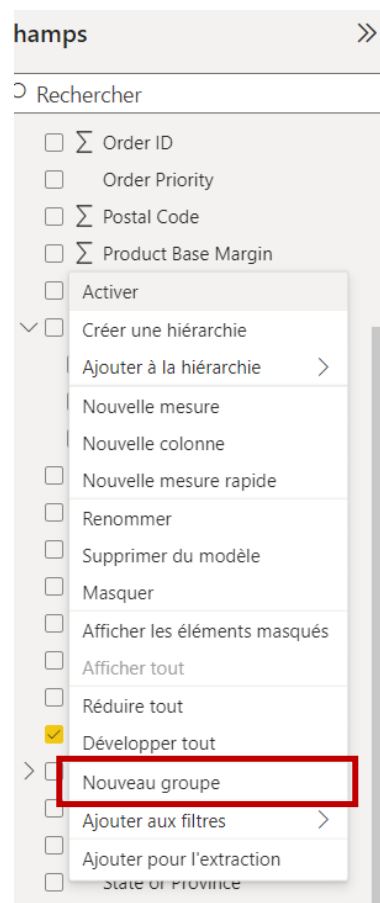 hamps
Rechercher
Order ID
Order Priority
Postal Code
Product Base Margin
Activer
Créer une hiérarchie
Ajouter à la hiérarchie
Nouvelle mesure
Nouvelle colonne
Nouvelle mesure rapide
Renommer
Supprimer du modèle
Masquer
Afficher les éléments masqués
Afficher tout
Réduire tout
Développer tout
Nouveau groupe
Ajouter aux filtres
Ajouter pour l'extraction
State or Province